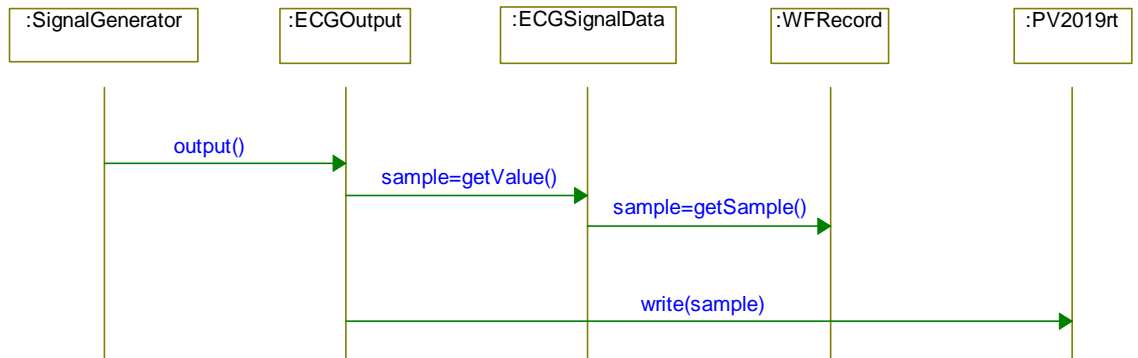 :SignalGenerator
:ECGOutput
:ECGSignalData
:WFRecord
:PV2019rt
output()
sample=getValue()
sample=getSample()
write(sample)